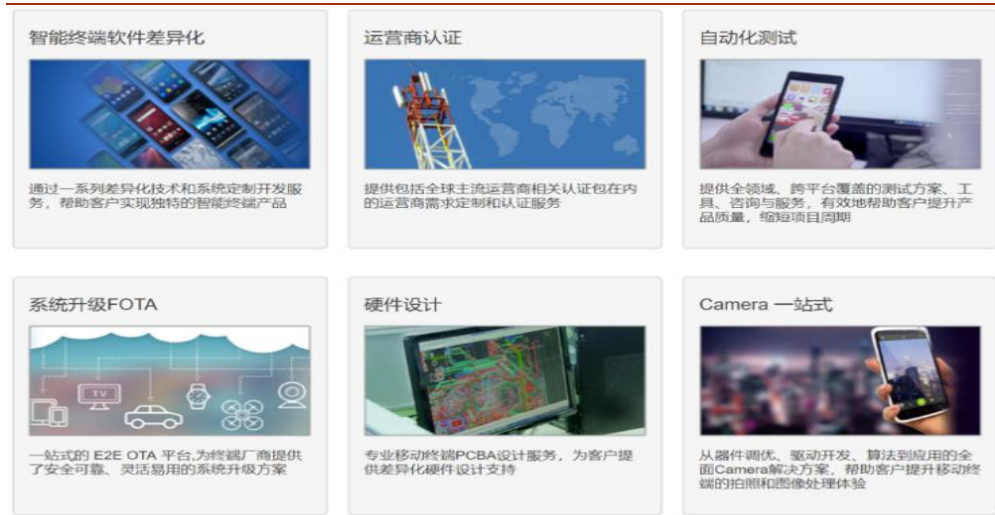 智能终端软件差异化
运营商认证
自动化测试
通过一系列差异化技术和系统定制开发服
务，帮助客户实现独特的智能终端产品
提供包括全球主流运营商相关认证包在内
的运营商需求定制和认证服务
提供全领域、跨平台覆盖的测试方案、工
具、咨询与服务，有效地帮助客户提升产
品质量，缩短项目周期
系统升级FOTA
硬件设计
Camera 一站式
TV
一站式的 E2E OTA 平台,为终端厂商提供
了安全可靠、灵活易用的系统升级方案
专业移动终端PCBA设计服务，为客户提
供差异化硬件设计支持
从器件调优、驱动开发、算法到应用的全
面Camera解决方案，帮助客户提升移动终
端的拍照和图像处理体验